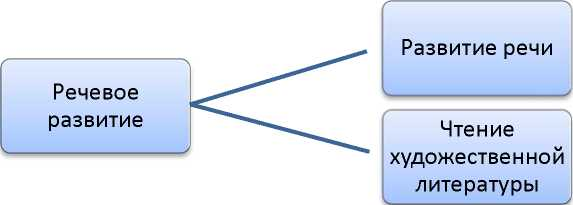 Речевое
развитие
Развитие речи
Чтение
художественной
литературы